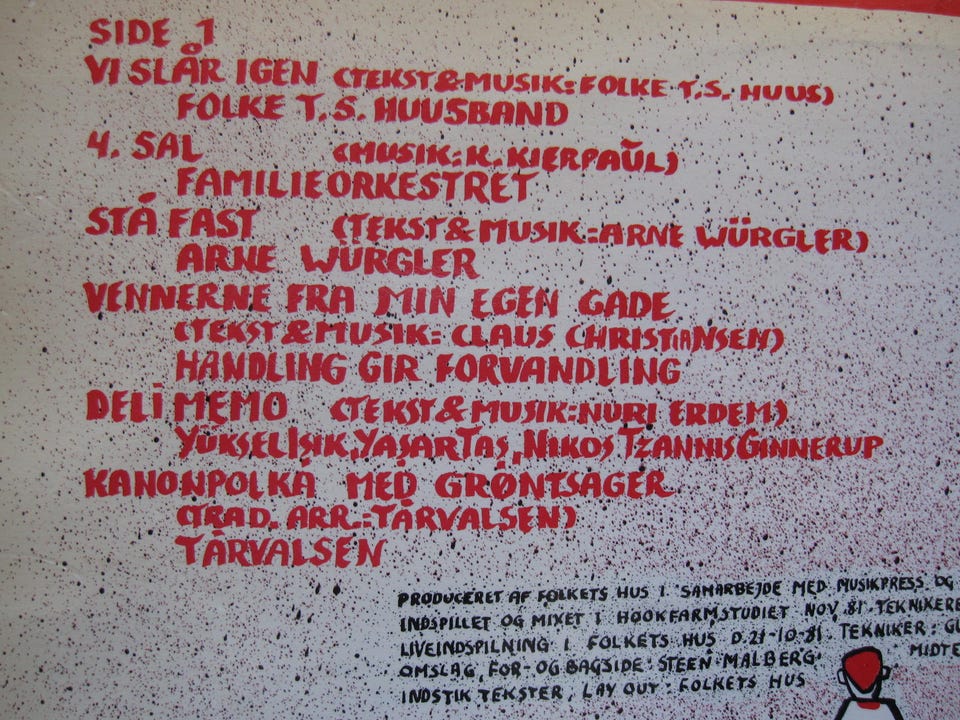 SIDE 1
VI SLÅR IGEN (TEKST & MUSIK: FOLKE T.S. HUUS)
FOLKE T.S. HUUSBAND
4. SAL (MUSIK: K. KJERPAŬL)
FAMILIEORKESTRET
STÅ FAST (TEKST & MUSIK: ARNE WÜRGLER)
ARNE WÜRGLER
VENNERNE FRA MIN EGEN GADE
(TEKST & MUSIK: CLAUS CHRISTIANSEN)
HANDLING GIR FORVANDLING
DELI MEMO (TEKST & MUSIK: NURI ERDEM)
YÜKSEL IŞIK, YAŞAR TAŞ, NIKOS TZANNIS GINNERUP
KANONPOLKA MED GRØNTSAGER
(TRAD. ARR.: TÅRVALSEN)
TÅRVALSEN
PRODUCERET AF FOLKETS HUS I SAMARBEJDE MED MUSIKPRESS OG
INDSPILLET OG MIXET I HOOKFARMSTUDIET NOV. 81. TEKNIKERE
LIVEINDSPILNING I FOLKETS HUS D. 21-10-81. TEKNIKER: GU
OMSLAG, FOR- OG BAGSIDE: STEEN MALBERG MIDTE
INDSTIK TEKSTER, LAY OUT: FOLKETS HUS